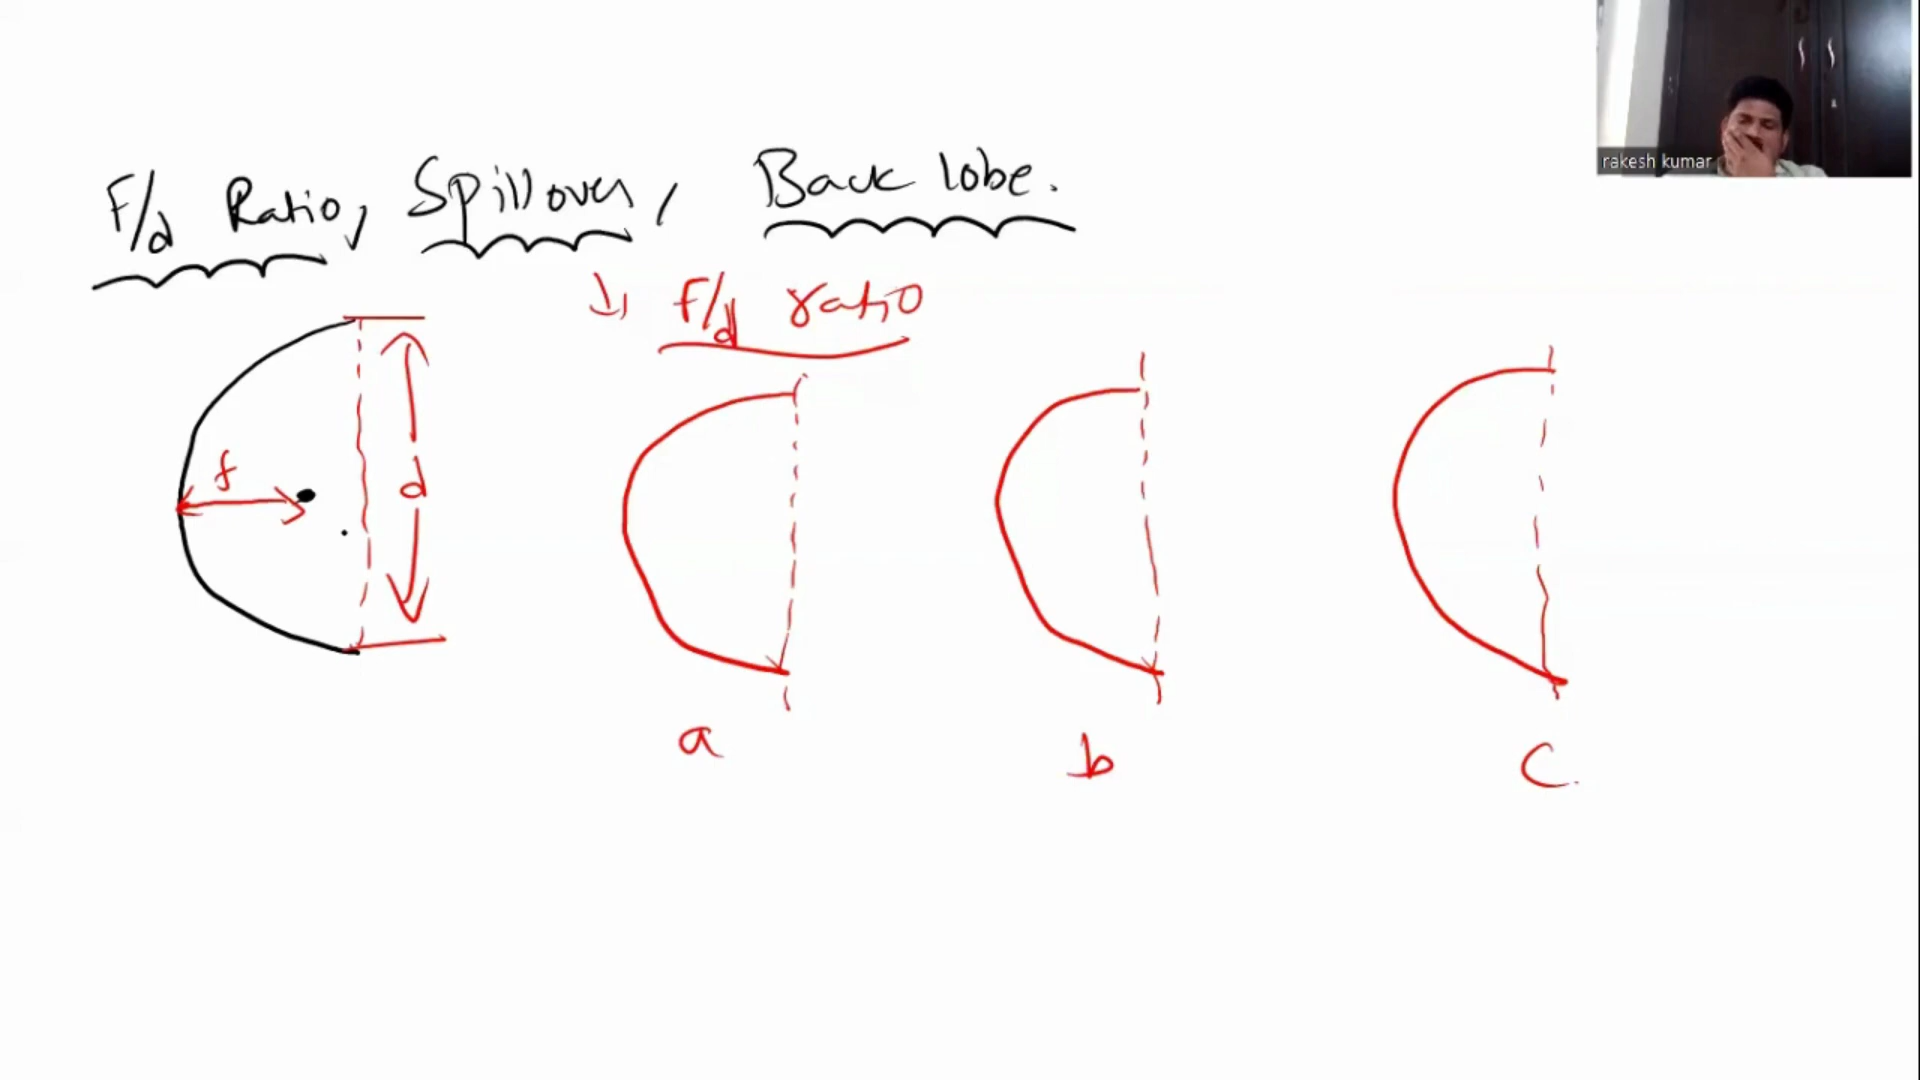 F/d Ratio, Spillover, Back lobe.
rakesh kumar
1) F/d ratio
f
d
a
b
C.